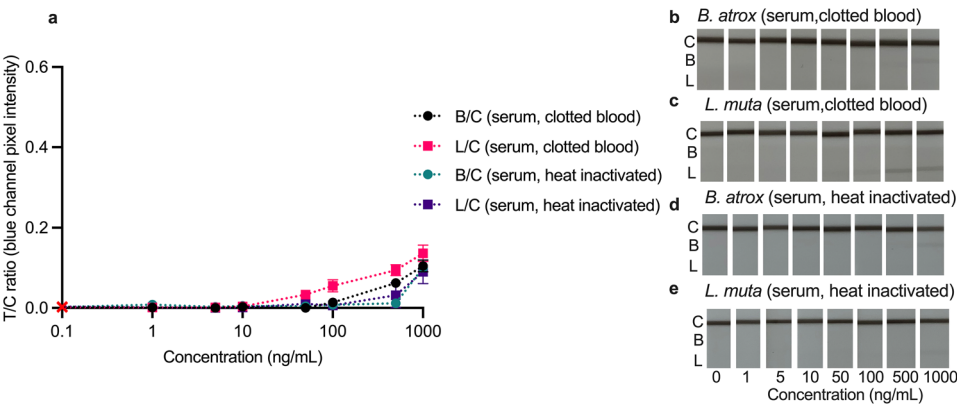 a
T/C ratio (blue channel pixel intensity)
0.6
0.4
0.2
0.0
0.1 1 10 100 1000
Concentration (ng/mL)
B/C (serum, clotted blood)
L/C (serum, clotted blood)
B/C (serum, heat inactivated)
L/C (serum, heat inactivated)
b B. atrox (serum,clotted blood)
C
B
L
c L. muta (serum,clotted blood)
C
B
L
d B. atrox (serum, heat inactivated)
C
B
L
e L. muta (serum, heat inactivated)
C
B
L
0 1 5 10 50 100 500 1000
Concentration (ng/mL)